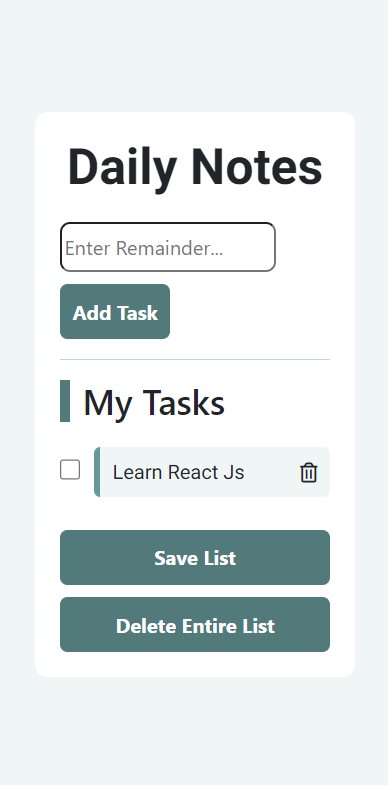 Daily Notes
Enter Remainder...
Add Task
My Tasks
Learn React Js
Save List
Delete Entire List